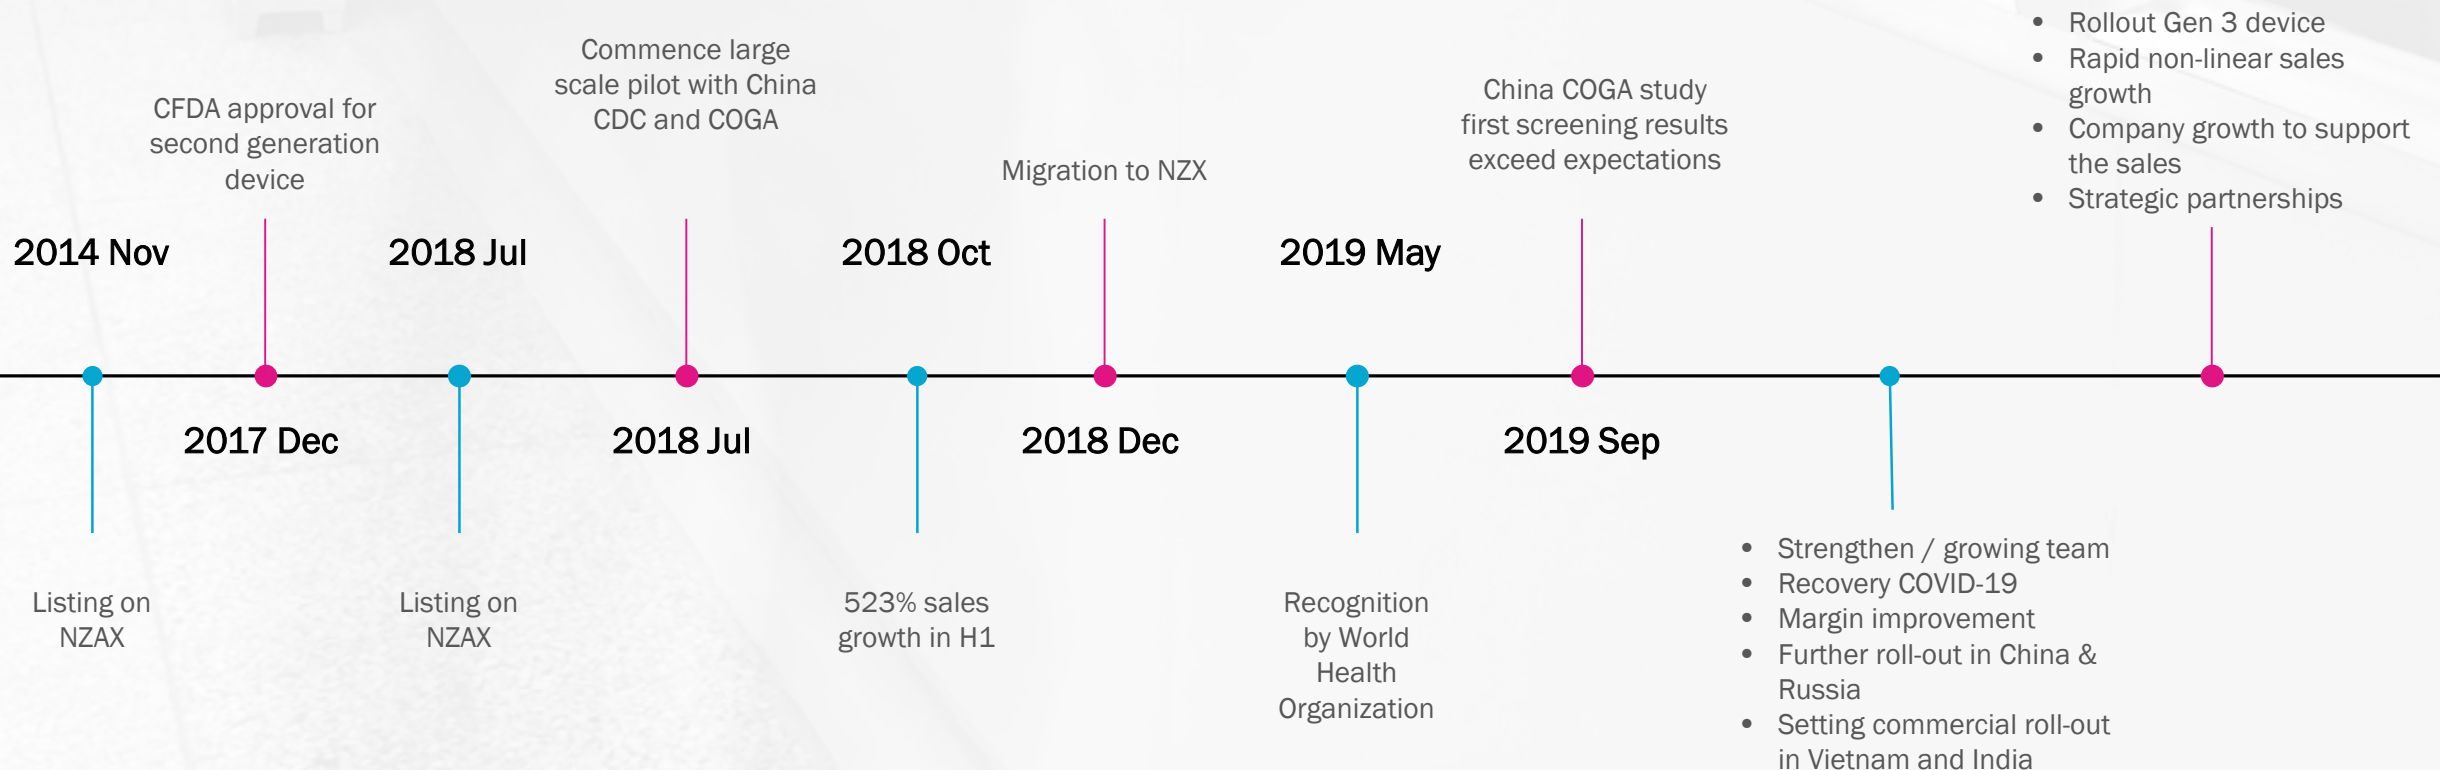 2014 Nov
Listing on
NZAX
CFDA approval for
second generation
device
2017 Dec
2018 Jul
Listing on
NZAX
Commence large
scale pilot with China
CDC and COGA
2018 Jul
2018 Oct
523% sales
growth in H1
Migration to NZX
2018 Dec
2019 May
Recognition
by World
Health
Organization
China COGA study
first screening results
exceed expectations
2019 Sep
• Strengthen / growing team
• Recovery COVID-19
• Margin improvement
• Further roll-out in China &
Russia
• Setting commercial roll-out
in Vietnam and India
• Rollout Gen 3 device
• Rapid non-linear sales
growth
• Company growth to support
the sales
• Strategic partnerships